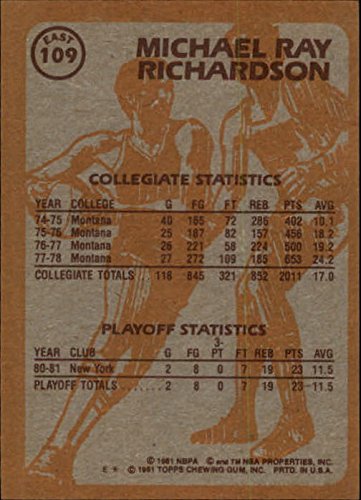 EAST
109
MICHAEL RAY
RICHARDSON
COLLEGIATE STATISTICS
YEAR COLLEGE G FG FT REB PTS AVG
74-75 Montana 40 165 72 286 402 10.1
75-76 Montana 25 187 82 157 456 18.2
76-77 Montana 26 221 58 224 500 19.2
77-78 Montana 27 272 109 185 653 24.2
COLLEGIATE TOTALS 118 845 321 852 2011 17.0
PLAYOFF STATISTICS
3-
YEAR CLUB G FG PT FT REB PTS AVG
80-81 New York 2 8 0 7 19 23 11.5
PLAYOFF TOTALS 2 8 0 7 19 23 11.5
© 1981 NBPA © and TM NBA PROPERTIES, INC.
E * © 1981 TOPPS CHEWING GUM, INC. PRTD. IN U.S.A.